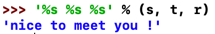 >>> '%s %s %s' % (s, t, r)
'nice to meet you !'